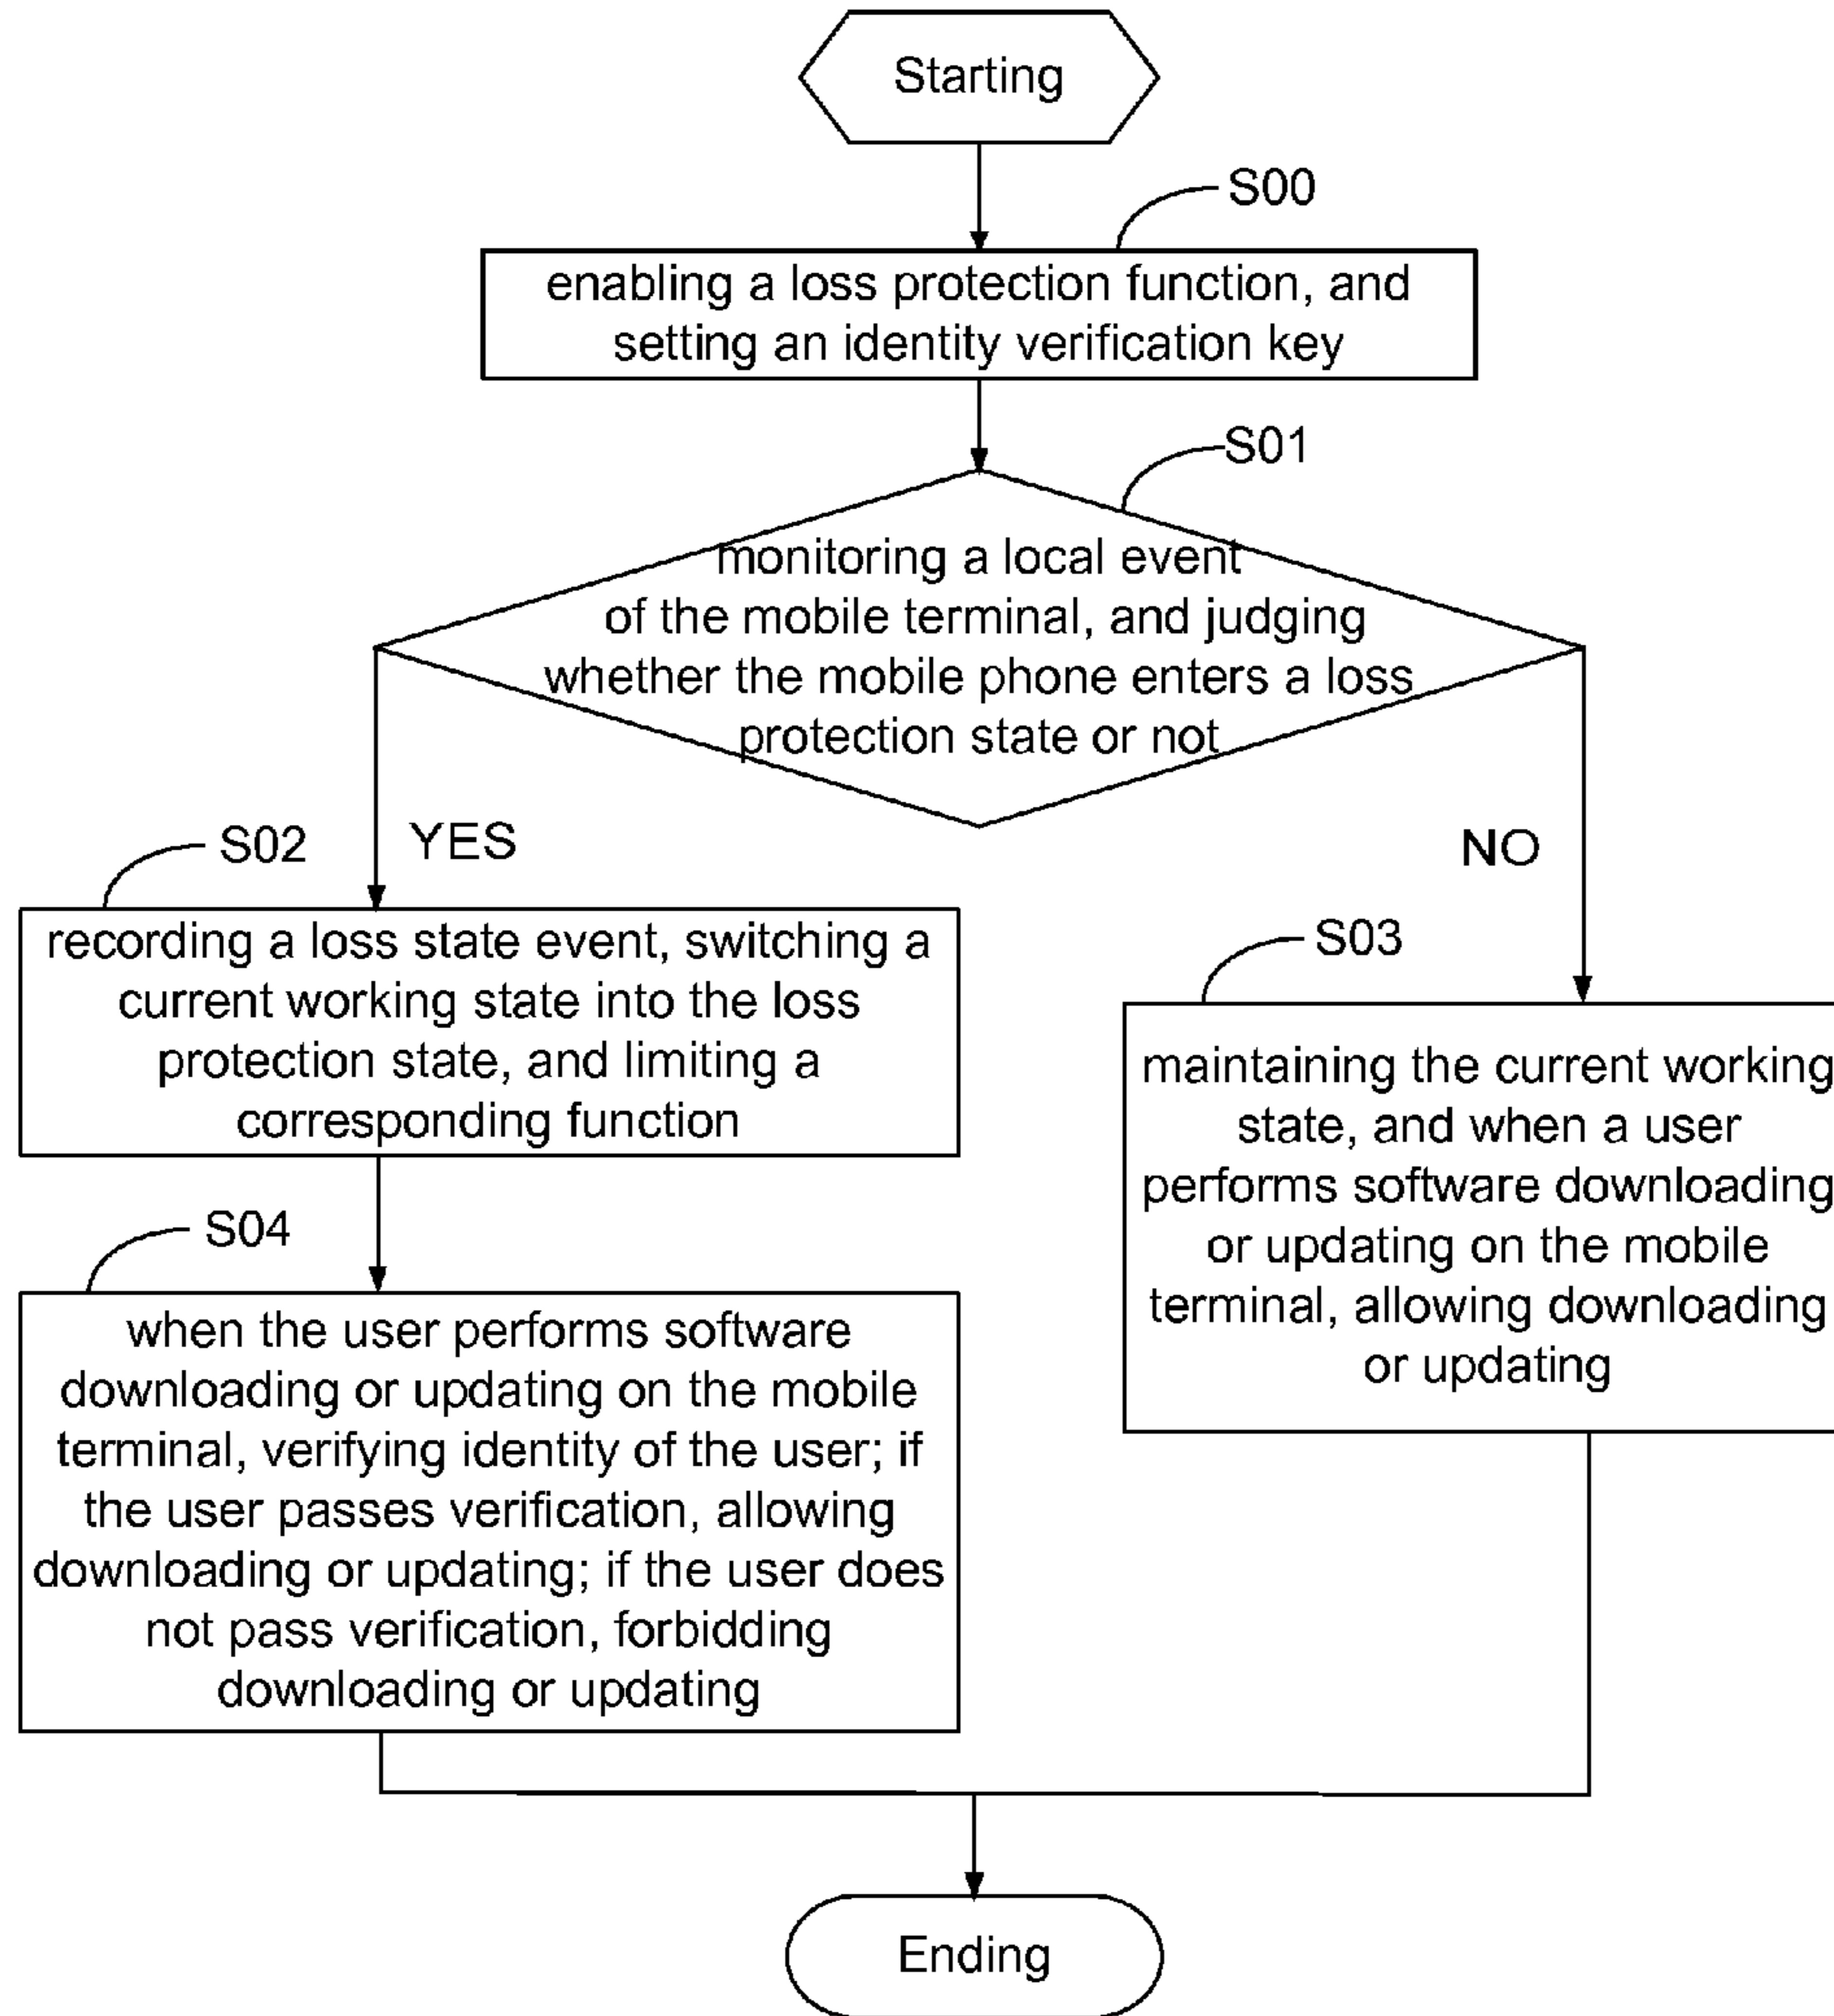 Starting
S00
enabling a loss protection function, and
setting an identity verification key
S01
monitoring a local event
of the mobile terminal, and judging
whether the mobile phone enters a loss
protection state or not
YES
NO
S02
recording a loss state event, switching a
current working state into the loss
protection state, and limiting a
corresponding function
S03
maintaining the current working
state, and when a user
performs software downloading
or updating on the mobile
terminal, allowing downloading
or updating
S04
when the user performs software
downloading or updating on the mobile
terminal, verifying identity of the user; if
the user passes verification, allowing
downloading or updating; if the user does
not pass verification, forbidding
downloading or updating
Ending